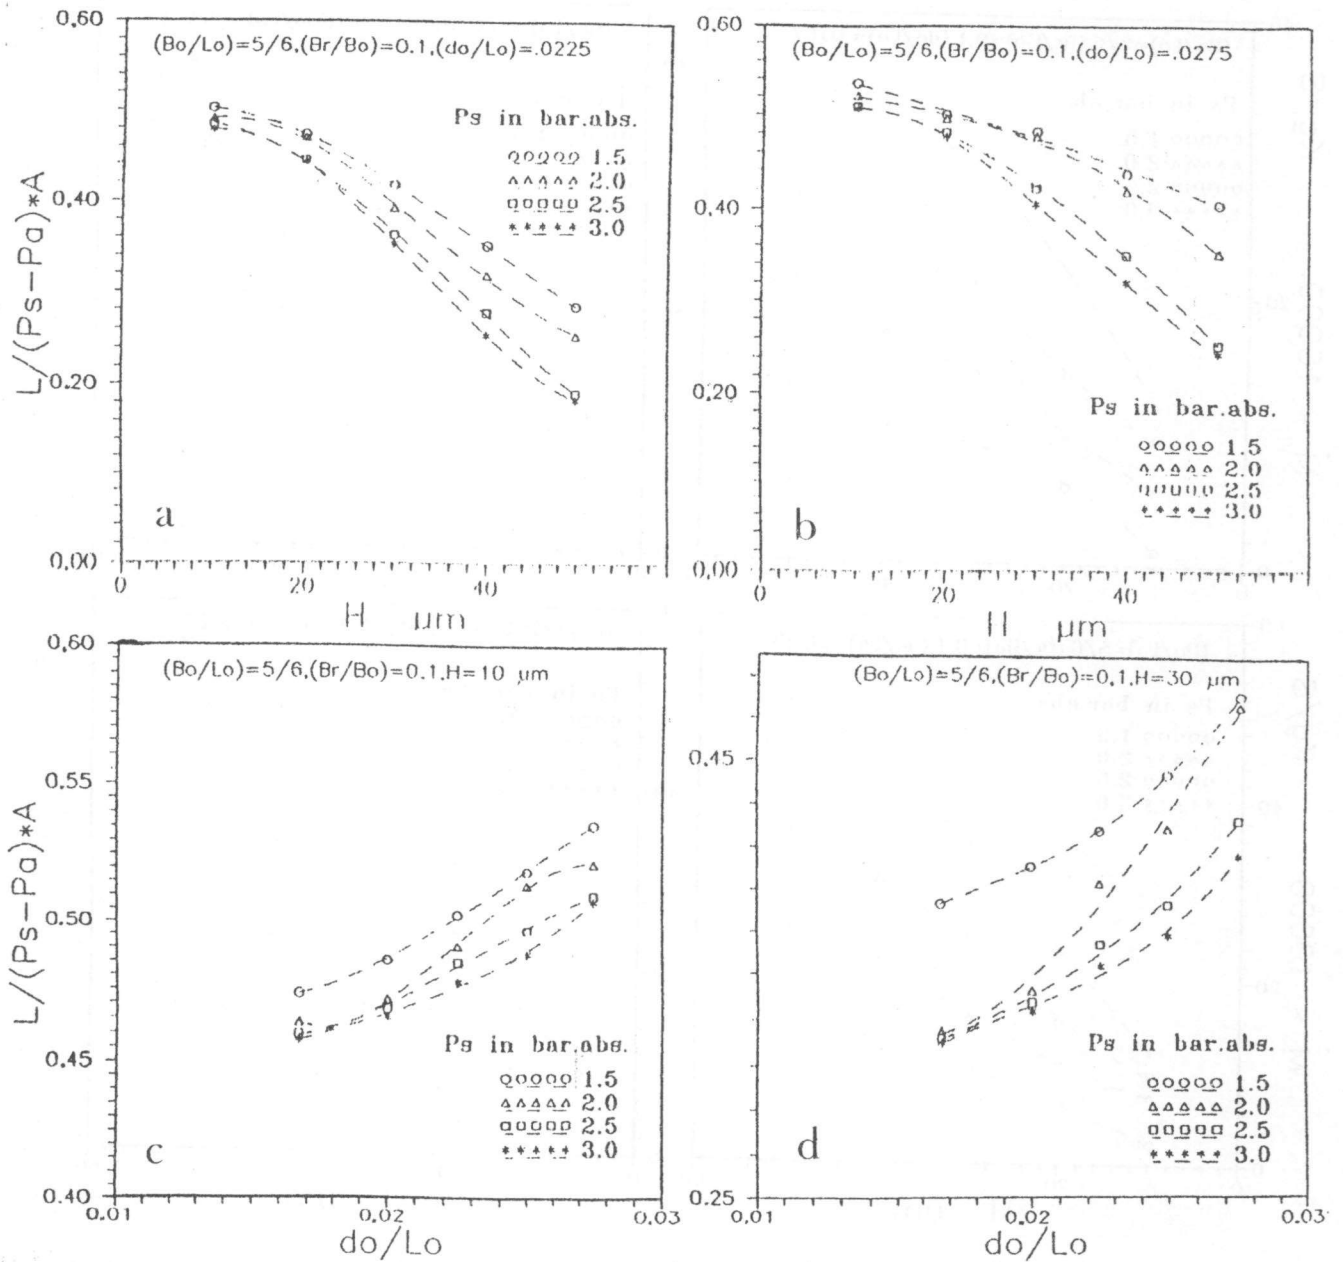 0.60
(Bo/Lo)=5/6,(Br/Bo)=0.1,(do/Lo)=.0225
Ps in bar.abs.
1.5
2.0
2.5
3.0
L/(Ps-Pa)*A
0.40
0.20
0.00
a
0 20 40
H μm
0.60
(Bo/Lo)=5/6,(Br/Bo)=0.1,(do/Lo)=.0275
0.40
0.20
0.00
Ps in bar.abs.
1.5
2.0
2.5
3.0
b
0 20 40
H μm
0.60
(Bo/Lo)=5/6,(Br/Bo)=0.1,H=10 μm
0.55
0.50
0.45
0.40
L/(Ps-Pa)*A
Ps in bar.abs.
1.5
2.0
2.5
3.0
c
0.01 0.02 0.03
do/Lo
(Bo/Lo)=5/6,(Br/Bo)=0.1,H=30 μm
0.45
0.25
Ps in bar.abs.
1.5
2.0
2.5
3.0
d
0.01 0.02 0.03
do/Lo